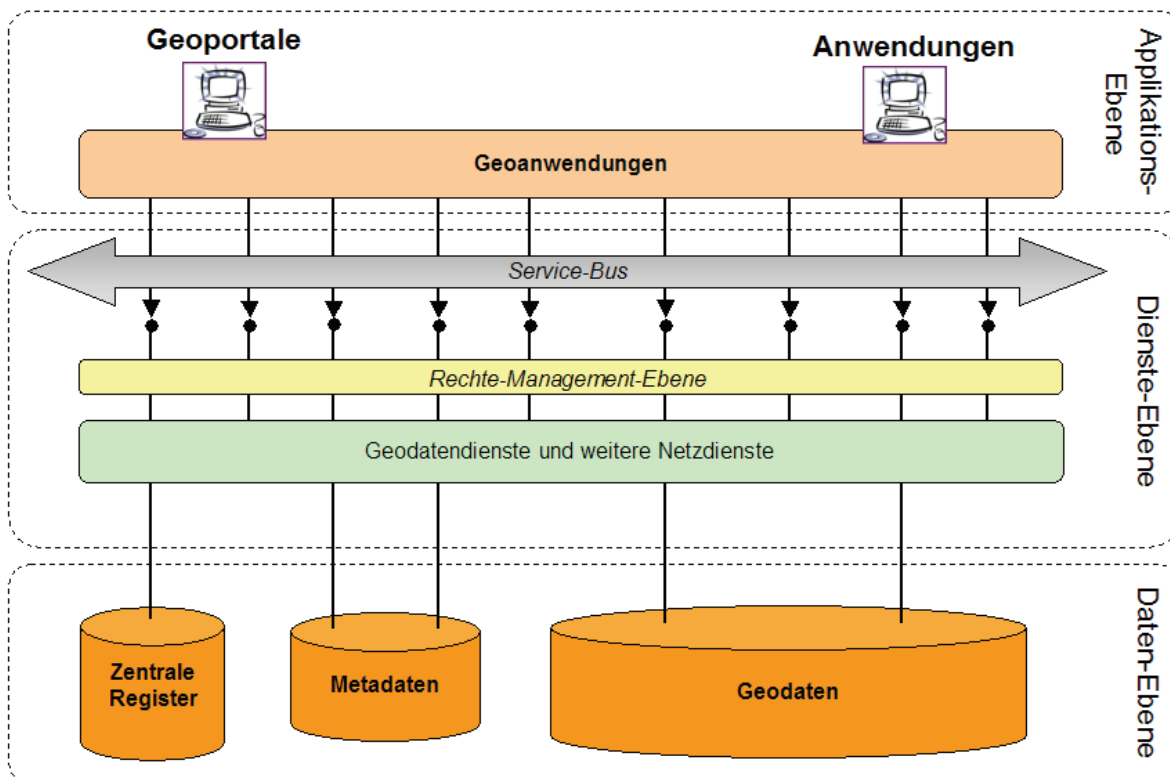 Geoportale
Anwendungen
Applikations-
Ebene
Geoanwendungen
Service-Bus
Rechte-Management-Ebene
Geodatendienste und weitere Netzdienste
Dienste-Ebene
Zentrale
Register
Metadaten
Geodaten
Daten-Ebene